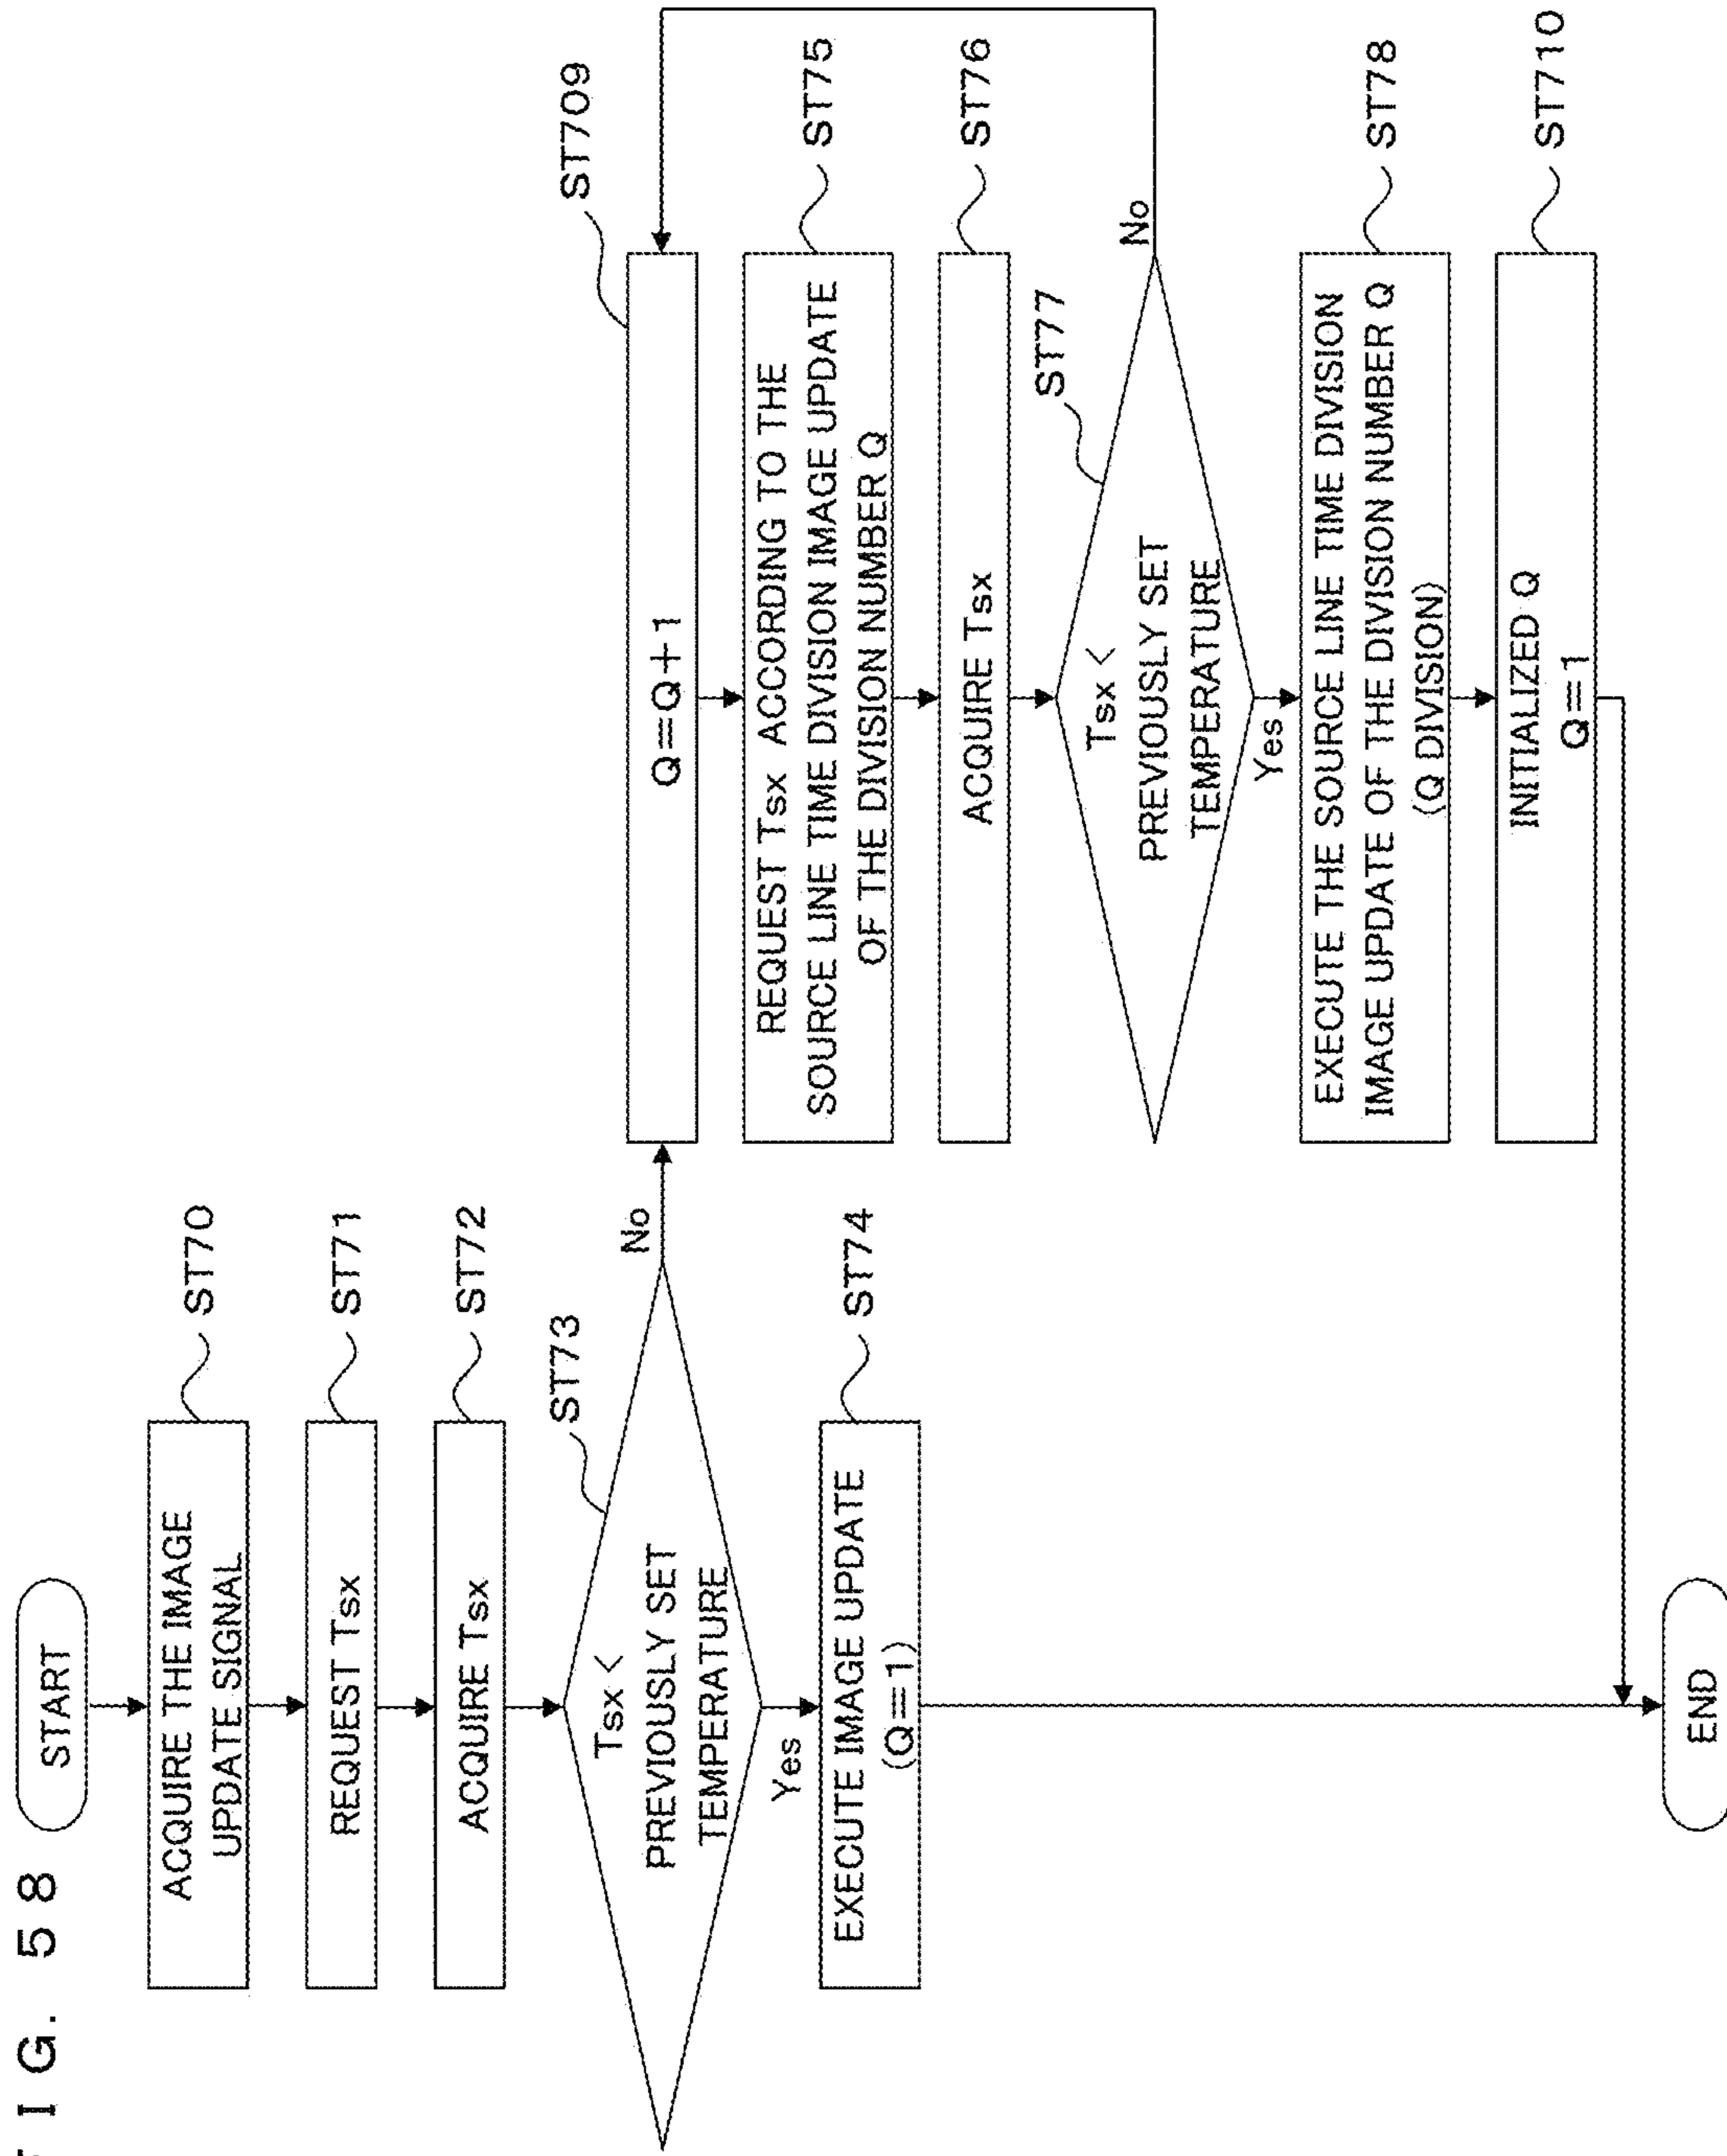 F I G. 5 8
START
ACQUIRE THE IMAGE
UPDATE SIGNAL
ST70
REQUEST Tsx
ST71
ACQUIRE Tsx
ST72
Tsx <
PREVIOUSLY SET
TEMPERATURE
ST73
No
Yes
EXECUTE IMAGE UPDATE
(Q=1)
ST74
Q=Q+1
ST709
REQUEST Tsx ACCORDING TO THE
SOURCE LINE TIME DIVISION IMAGE UPDATE
OF THE DIVISION NUMBER Q
ST75
ACQUIRE Tsx
ST76
Tsx <
PREVIOUSLY SET
TEMPERATURE
ST77
No
Yes
EXECUTE THE SOURCE LINE TIME DIVISION
IMAGE UPDATE OF THE DIVISION NUMBER Q
(Q DIVISION)
ST78
INITIALIZED Q
Q=1
ST710
END